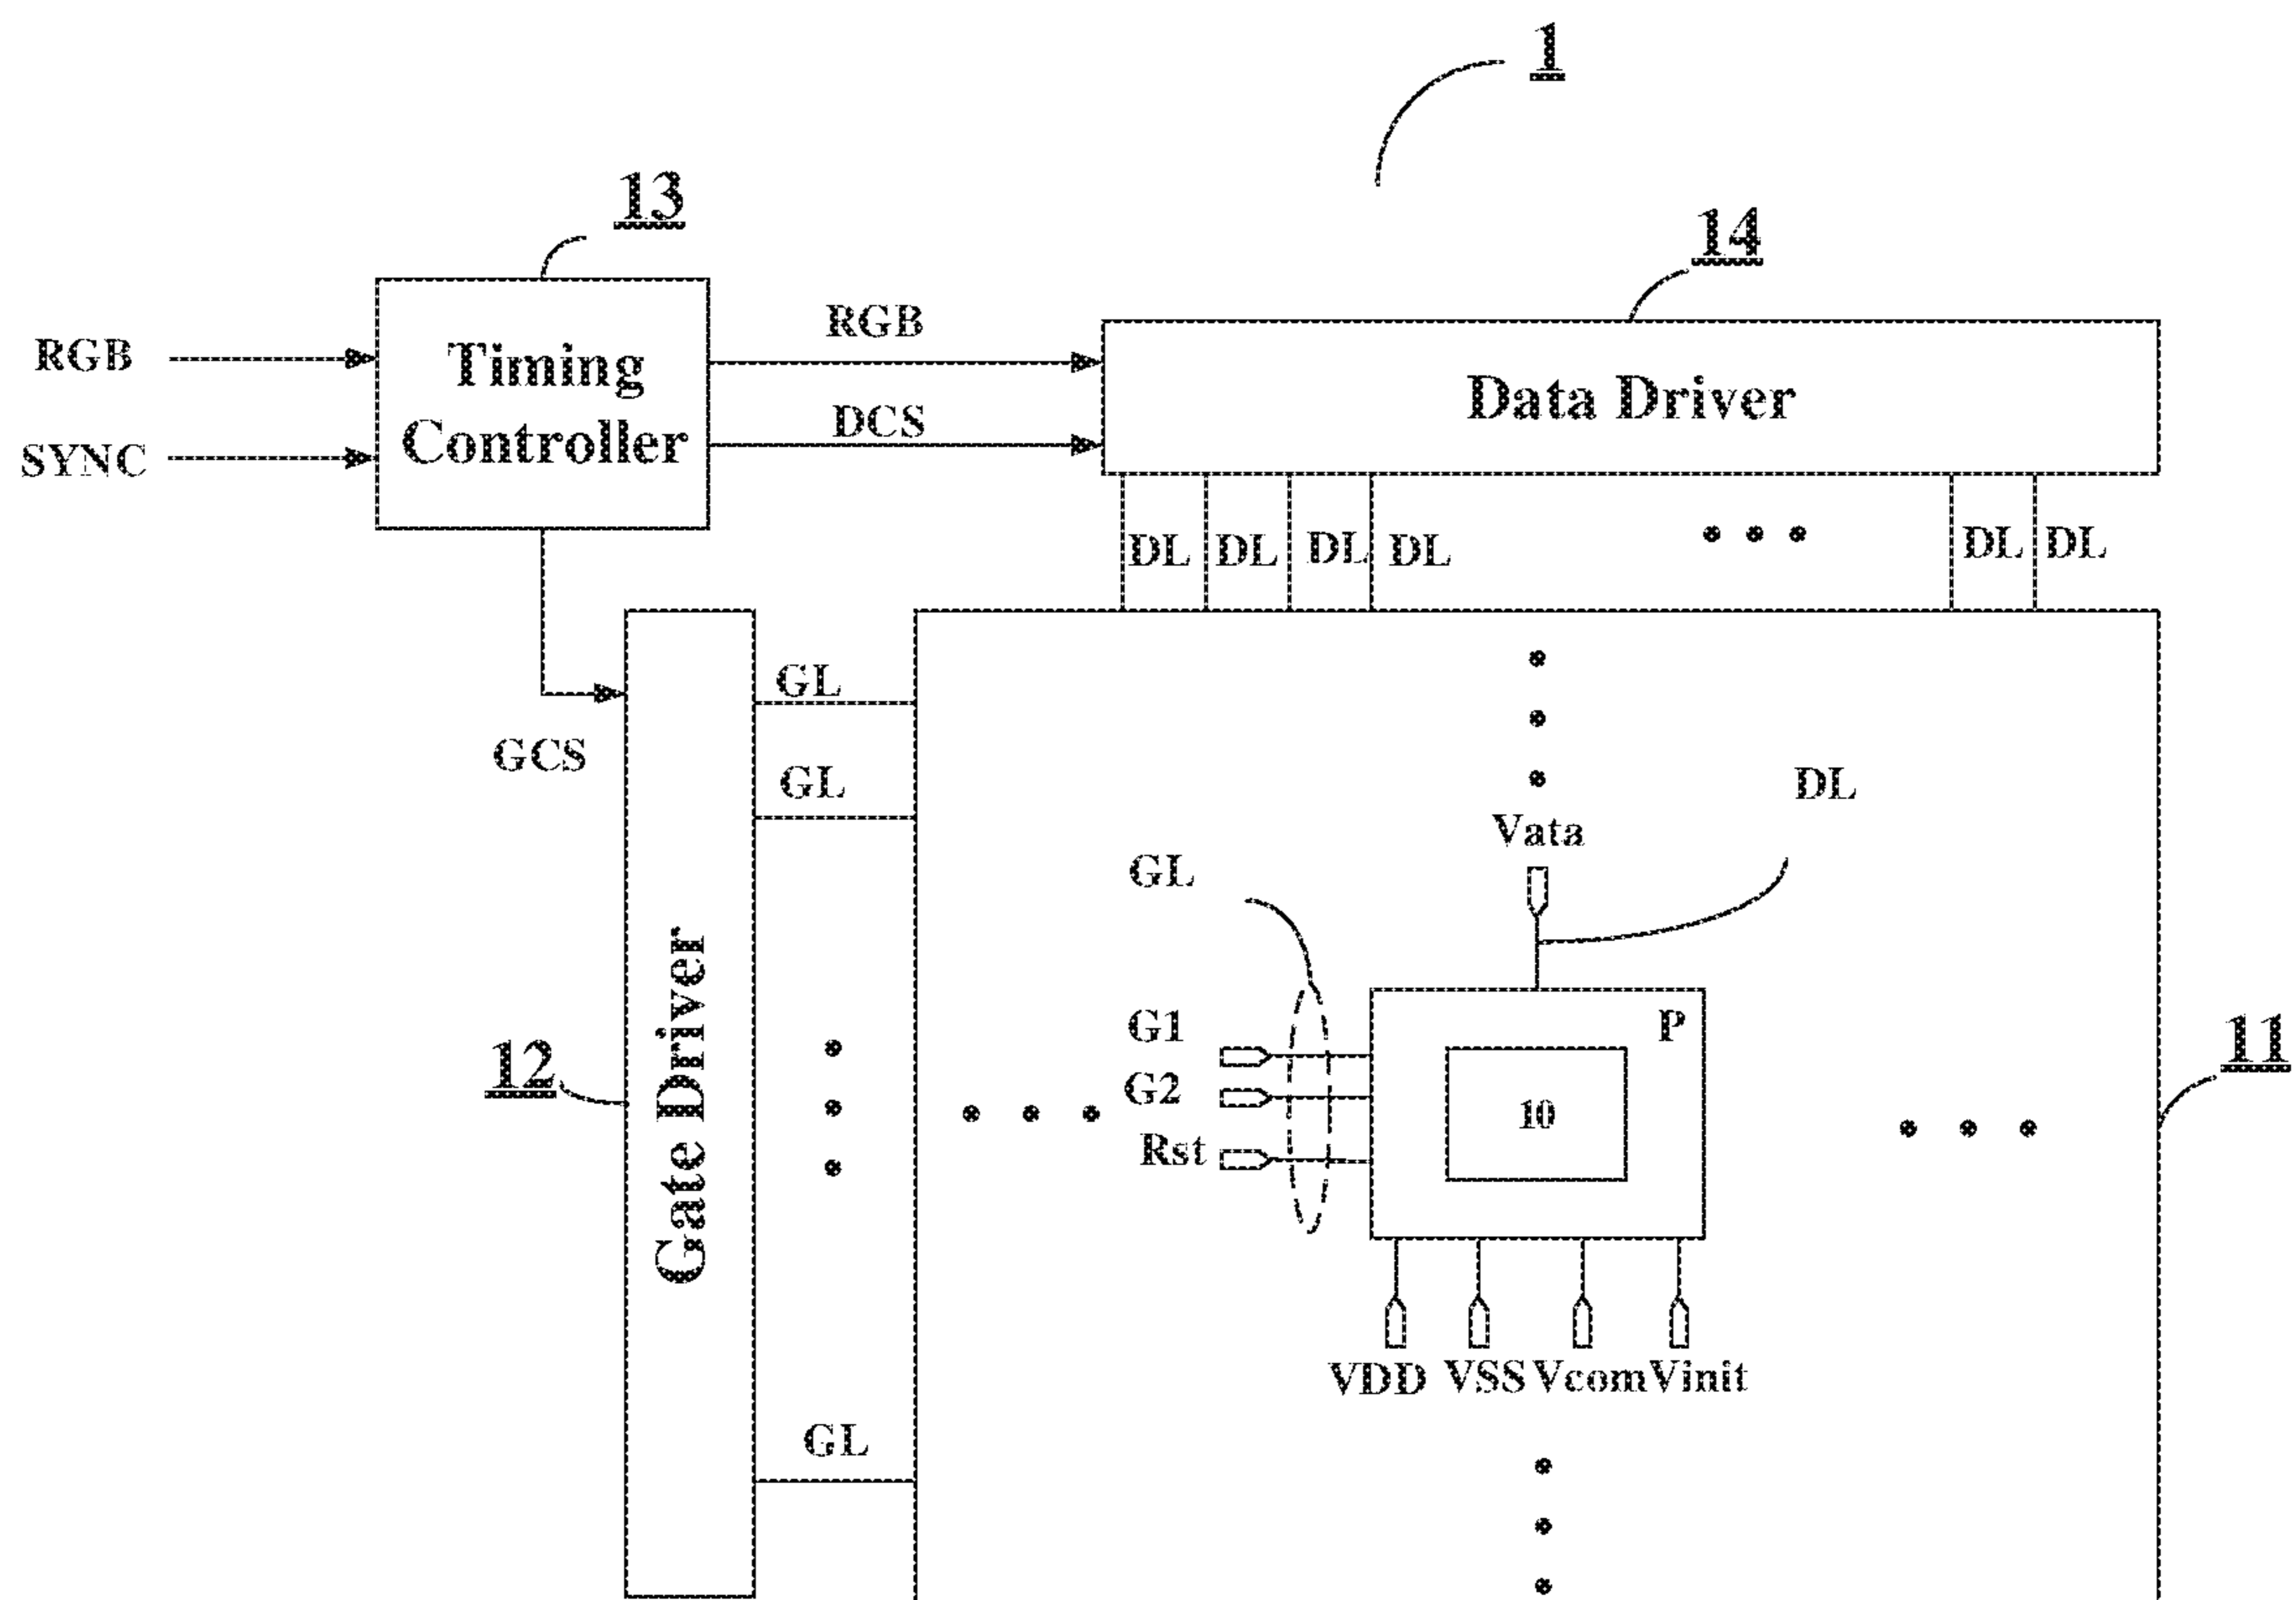 1
13
14
RGB
Timing
Controller
RGB
Data Driver
SYNC
DCS
DL DL DL DL DL DL
GL
GCS
GL
DL
Vata
GL
Gate Driver
G1
P
12
G2
10
11
Rst
VDD VSS Vcom Vinit
GL